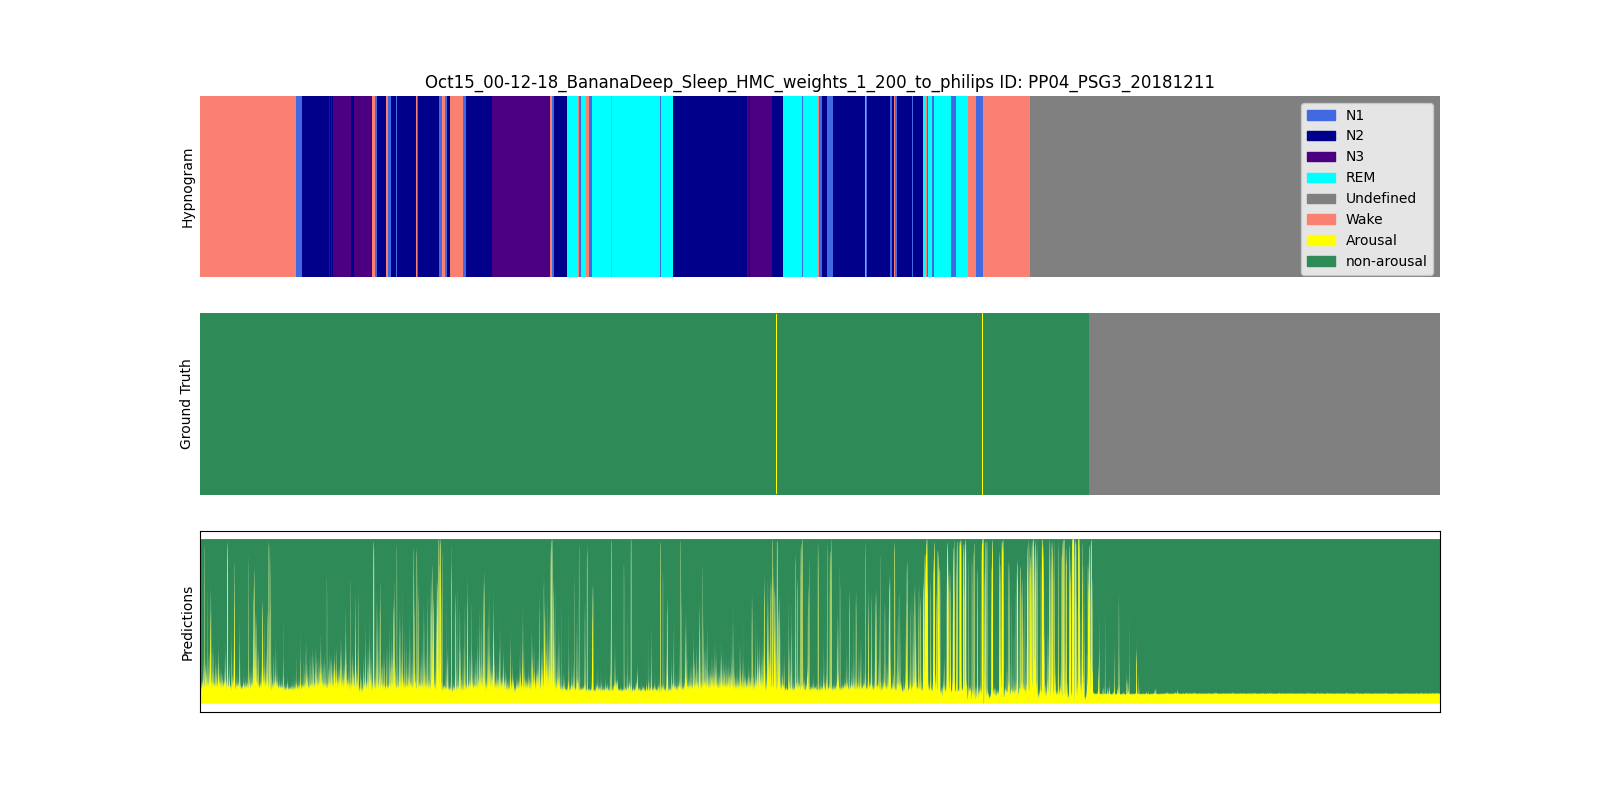 Oct15_00-12-18_BananaDeep_Sleep_HMC_weights_1_200_to_philips ID: PP04_PSG3_20181211
Hypnogram
N1
N2
N3
REM
Undefined
Wake
Arousal
non-arousal
Ground Truth
Predictions